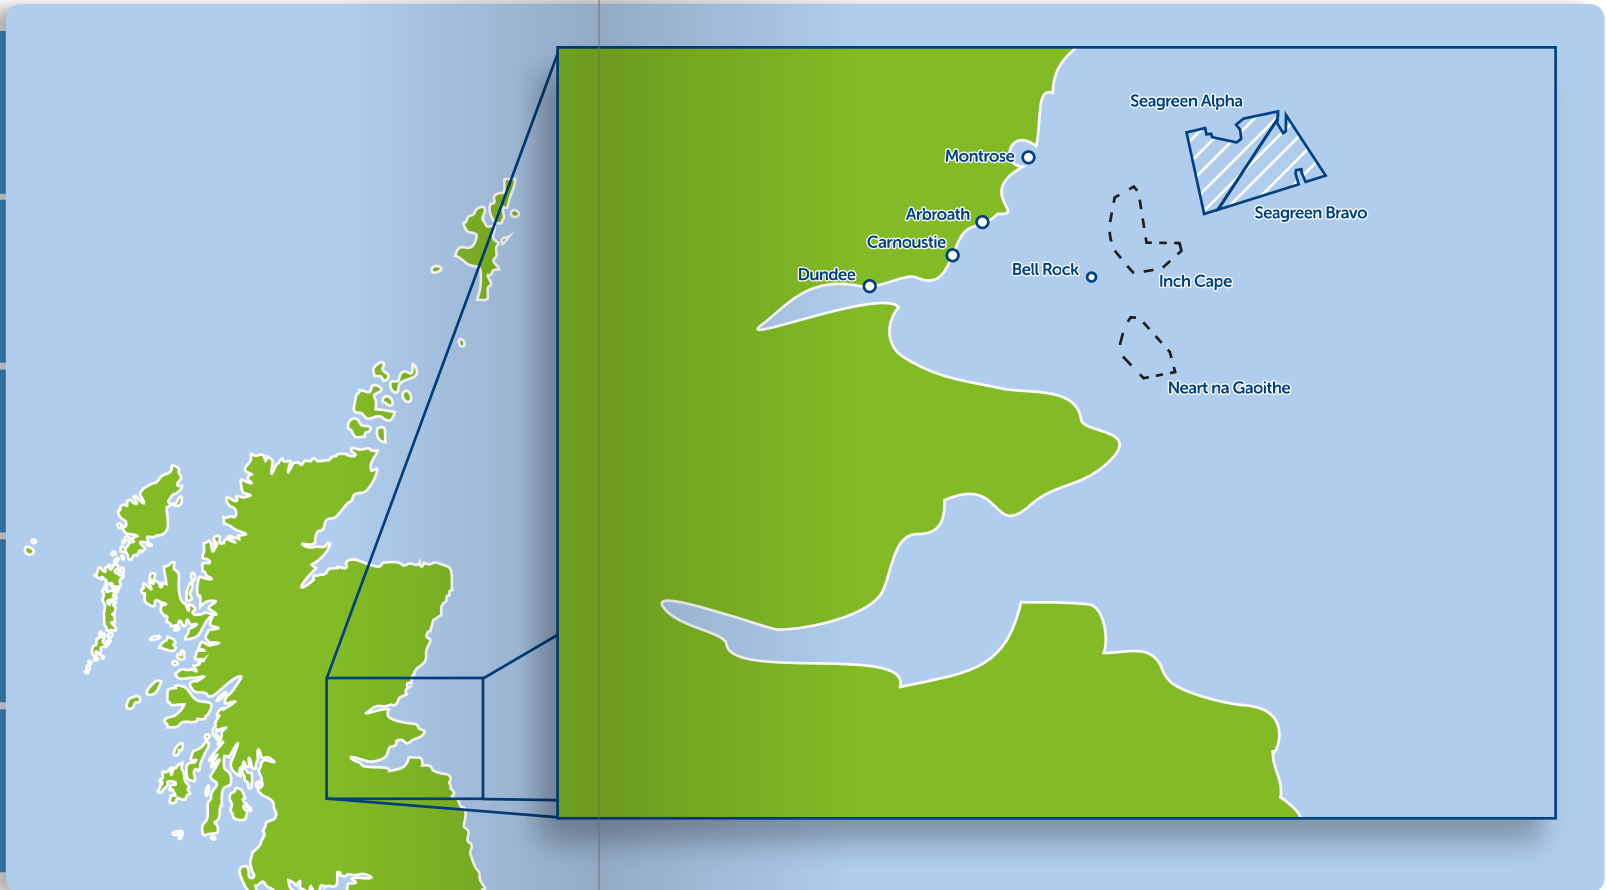 Seagreen Alpha
Montrose
Seagreen Bravo
Arbroath
Carnoustie
Bell Rock
Dundee
Inch Cape
Neart na Gaoithe